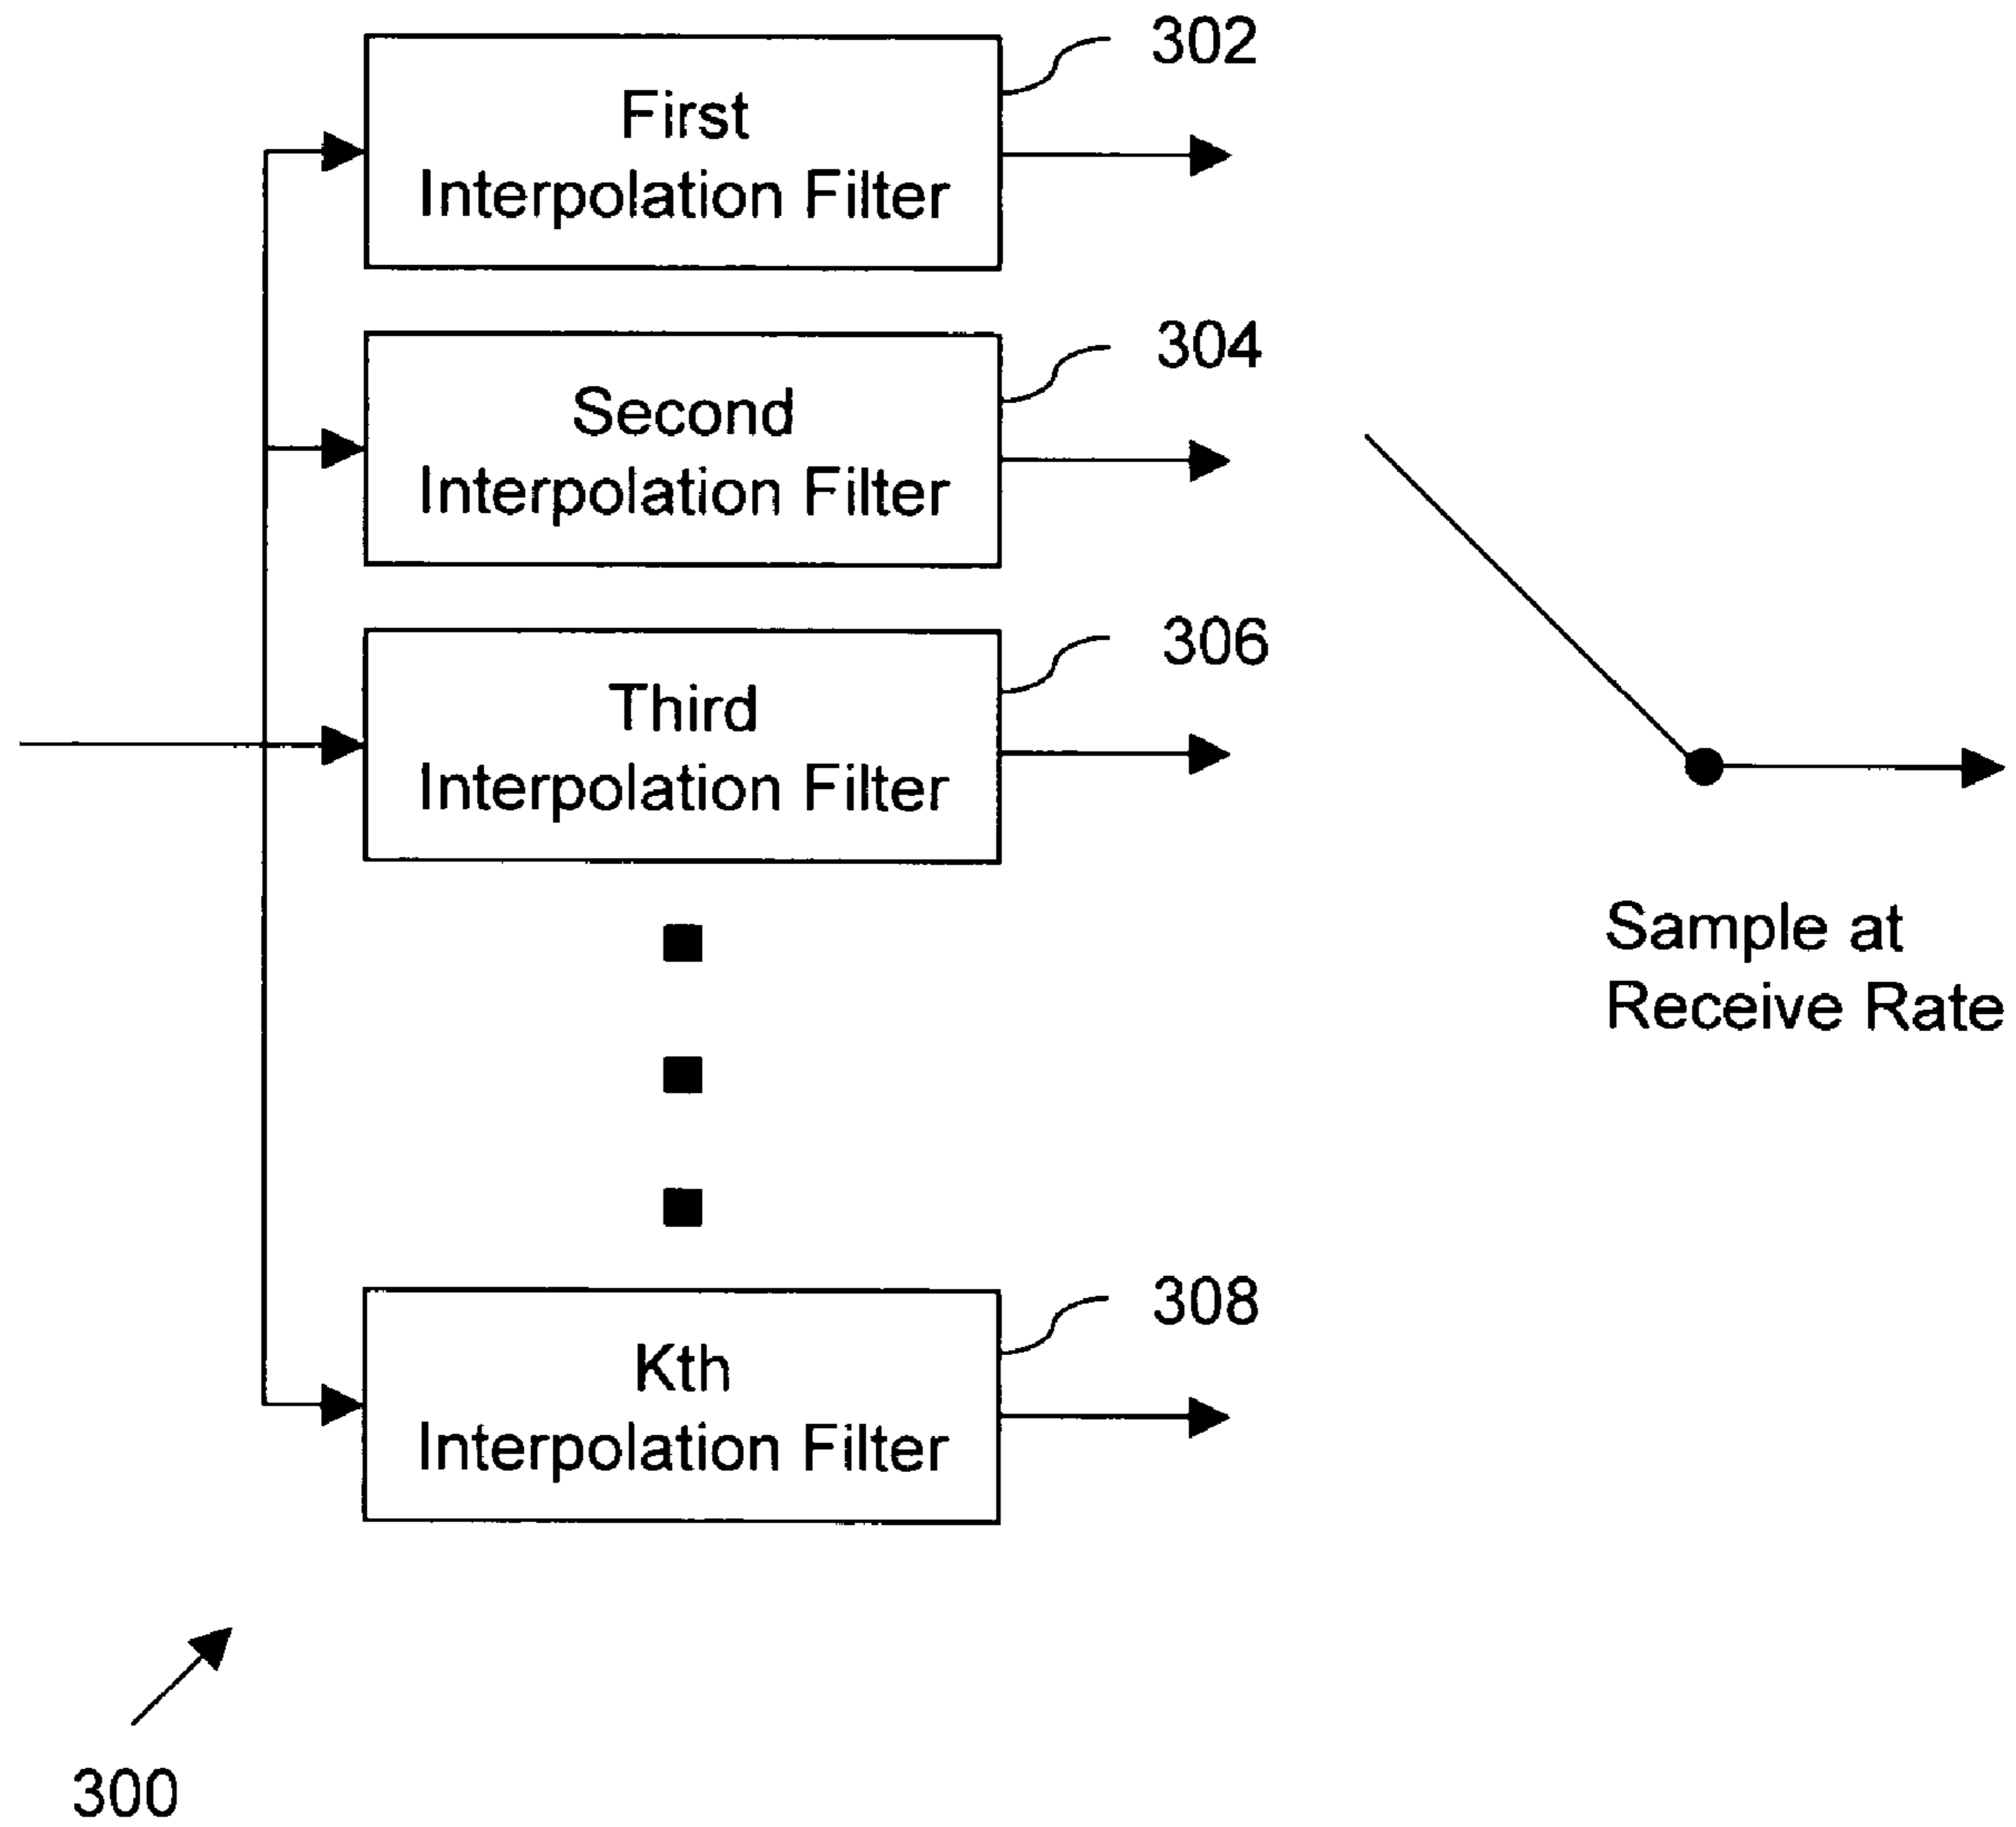 302
First
Interpolation Filter
304
Second
Interpolation Filter
306
Third
Interpolation Filter
Sample at
Receive Rate
308
Kth
Interpolation Filter
300